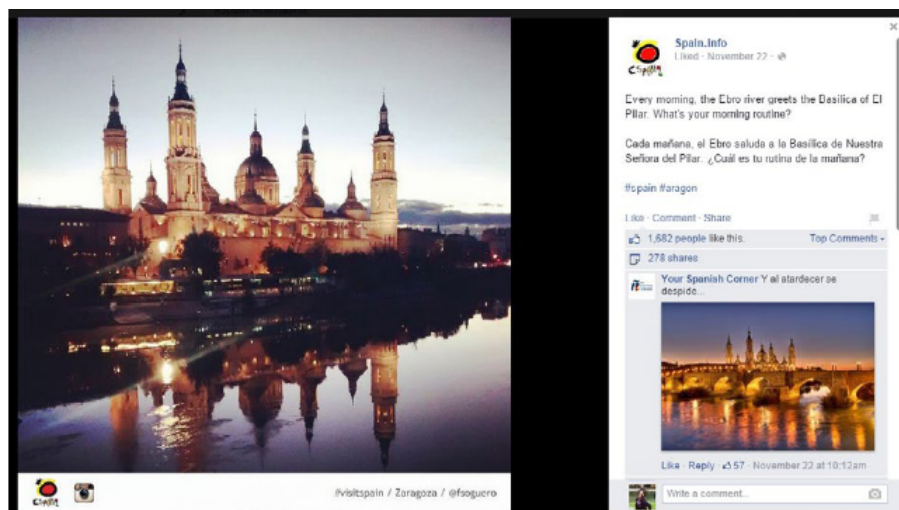 Spain.info
Liked · November 22 ·
Every morning, the Ebro river greets the Basilica of El
Pilar. What's your morning routine?
Cada mañana, el Ebro saluda a la Basílica de Nuestra
Señora del Pilar. ¿Cuál es tu rutina de la mañana?
#spain #aragon
Like · Comment · Share
1,682 people like this.
Top Comments
278 shares
Your Spanish Corner Y al atardecer se
despide...
Like · Reply · 57 · November 22 at 10:12am
Write a comment...
#visitspain / Zaragoza / @fsoguero